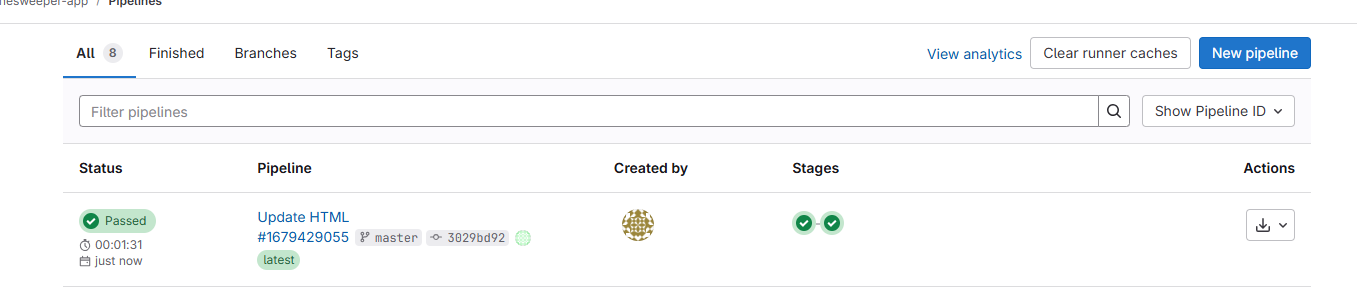 nesweeper-app / Pipelines
All 8 Finished Branches Tags View analytics Clear runner caches New pipeline
Filter pipelines Show Pipeline ID
Status Pipeline Created by Stages Actions
Passed Update HTML
00:01:31 #1679429055 master 3029bd92
just now latest